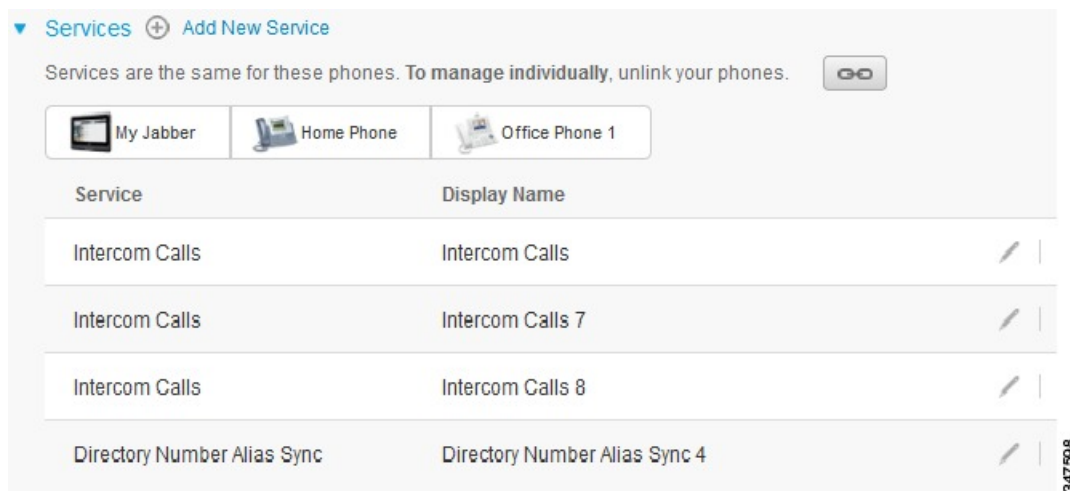 Services Add New Service
Services are the same for these phones. To manage individually, unlink your phones.
My Jabber Home Phone Office Phone 1
Service Display Name
Intercom Calls Intercom Calls
Intercom Calls Intercom Calls 7
Intercom Calls Intercom Calls 8
Directory Number Alias Sync Directory Number Alias Sync 4
347598